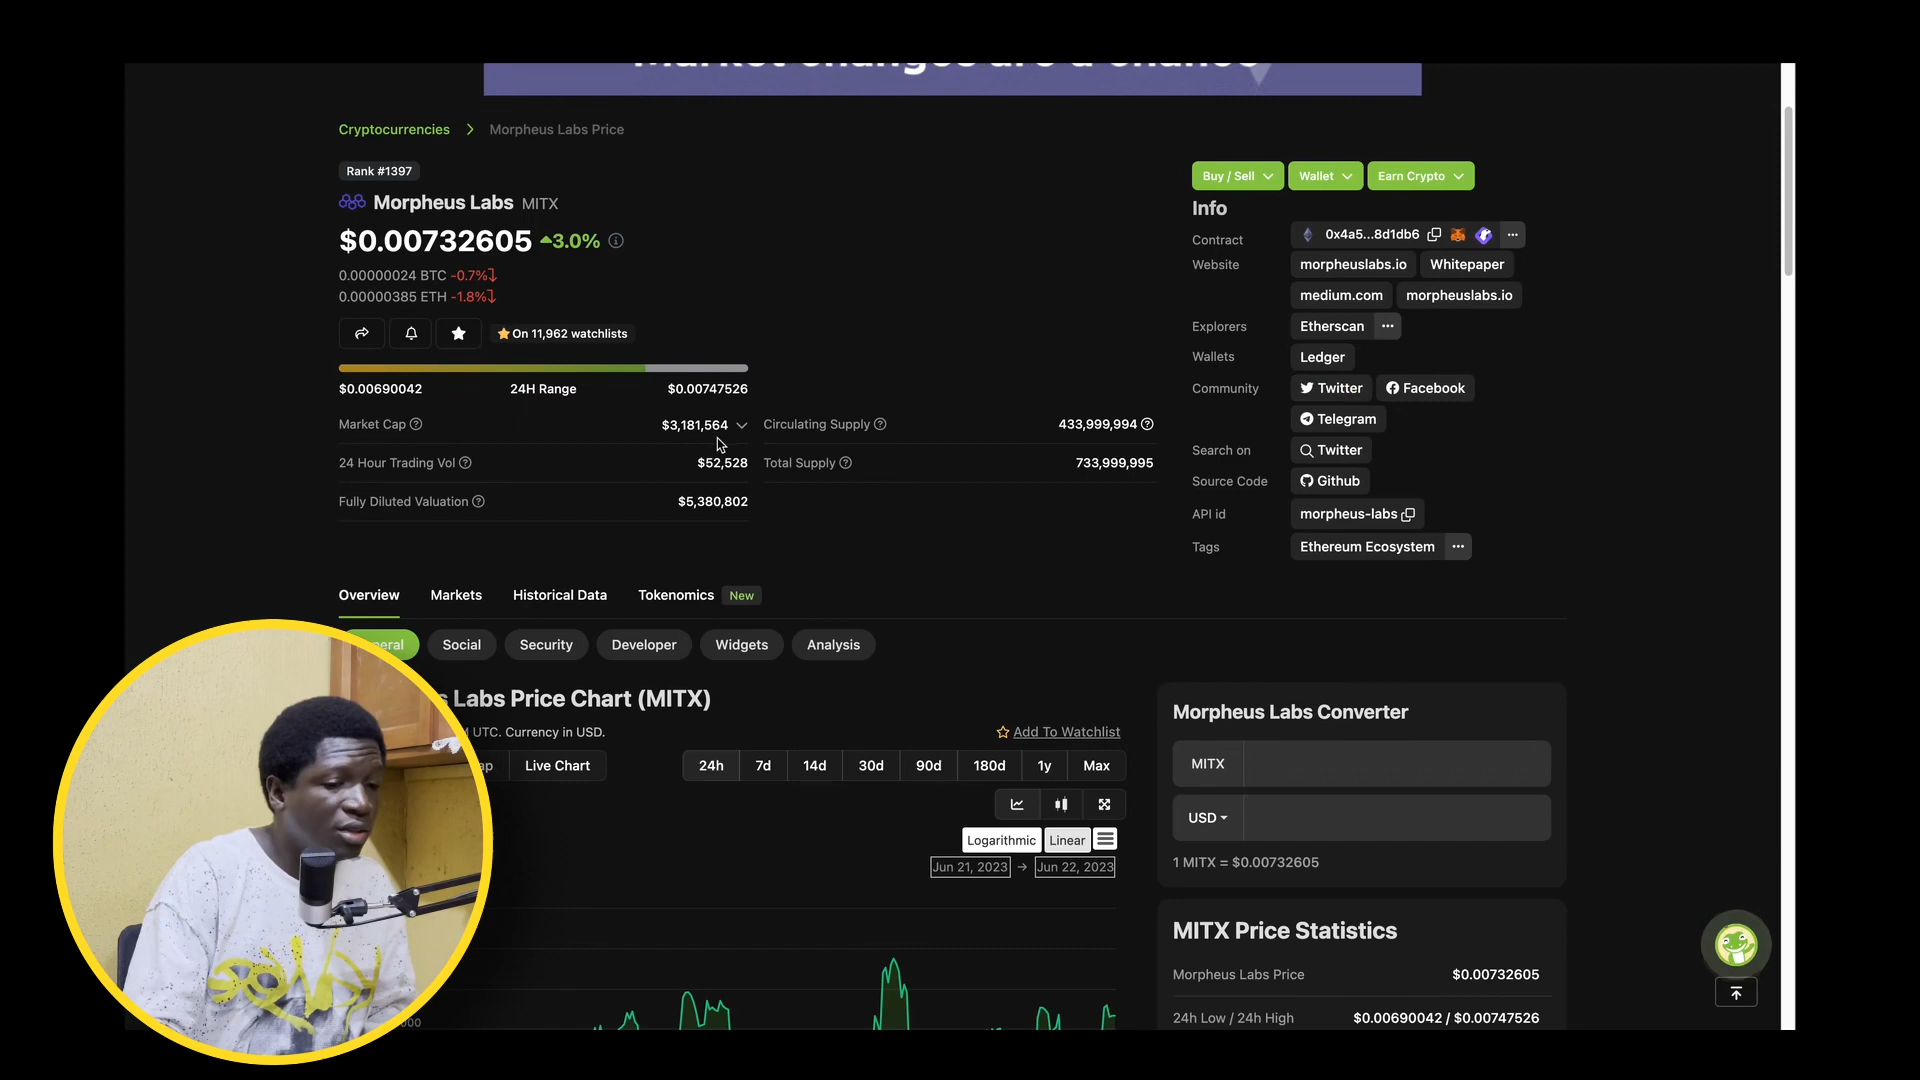 Market changes are a chance
Cryptocurrencies > Morpheus Labs Price
Rank #1397
Morpheus Labs MITX
$0.00732605 3.0%
0.00000024 BTC -0.7%
0.00000385 ETH -1.8%
On 11,962 watchlists
$0.00690042 24H Range $0.00747526
Market Cap $3,181,564
24 Hour Trading Vol $52,528
Fully Diluted Valuation $5,380,802
Circulating Supply 433,999,994
Total Supply 733,999,995
Buy / Sell Wallet Earn Crypto
Info
Contract 0x4a5...8d1db6
Website morpheuslabs.io Whitepaper
medium.com morpheuslabs.io
Explorers Etherscan
Wallets Ledger
Community Twitter Facebook
Telegram
Search on Twitter
Source Code Github
API id morpheus-labs
Tags Ethereum Ecosystem
Overview Markets Historical Data Tokenomics New
eral Social Security Developer Widgets Analysis
s Labs Price Chart (MITX)
M UTC. Currency in USD.
Add To Watchlist
ap Live Chart
24h 7d 14d 30d 90d 180d 1y Max
Logarithmic Linear
Jun 21, 2023 → Jun 22, 2023
000
Morpheus Labs Converter
MITX
USD
1 MITX = $0.00732605
MITX Price Statistics
Morpheus Labs Price $0.00732605
24h Low / 24h High $0.00690042 / $0.00747526